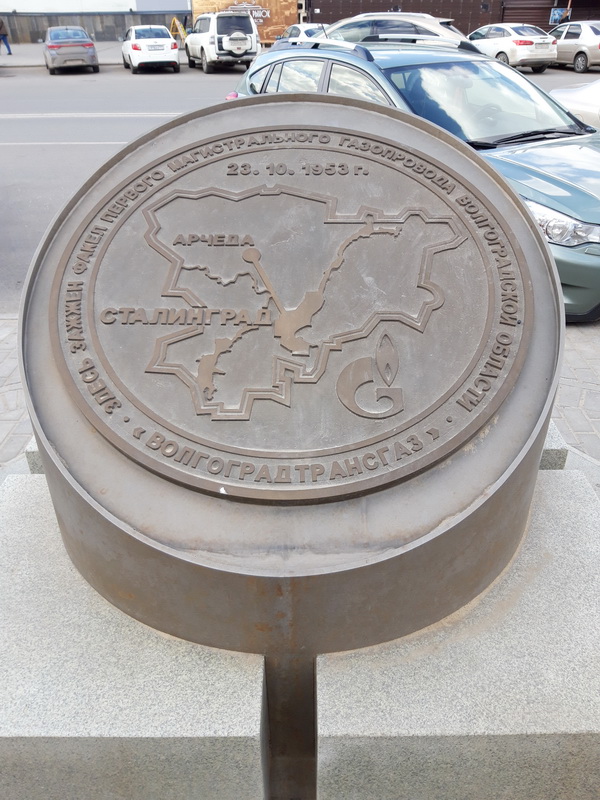 ЗДЕСЬ ЗАЖЖЕН ФАКЕЛ ПЕРВОГО МАГИСТРАЛЬНОГО ГАЗОПРОВОДА ВОЛГОГРАДСКОЙ ОБЛАСТИ
23. 10. 1953 г.
АРЧЕДА
СТАЛИНГРАД
• « ВОЛГОГРАДТРАНСГАЗ » •